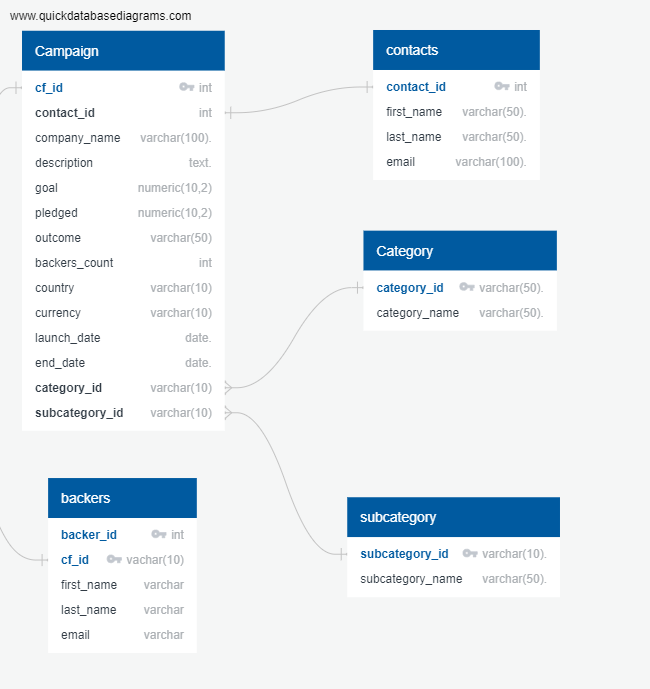 www.quickdatabasediagrams.com
Campaign
cf_id int
contact_id int
company_name varchar(100).
description text.
goal numeric(10,2)
pledged numeric(10,2)
outcome varchar(50)
backers_count int
country varchar(10)
currency varchar(10)
launch_date date.
end_date date.
category_id varchar(10)
subcategory_id varchar(10)
contacts
contact_id int
first_name varchar(50).
last_name varchar(50).
email varchar(100).
Category
category_id varchar(50).
category_name varchar(50).
backers
backer_id int
cf_id vachar(10)
first_name varchar
last_name varchar
email varchar
subcategory
subcategory_id varchar(10).
subcategory_name varchar(50).